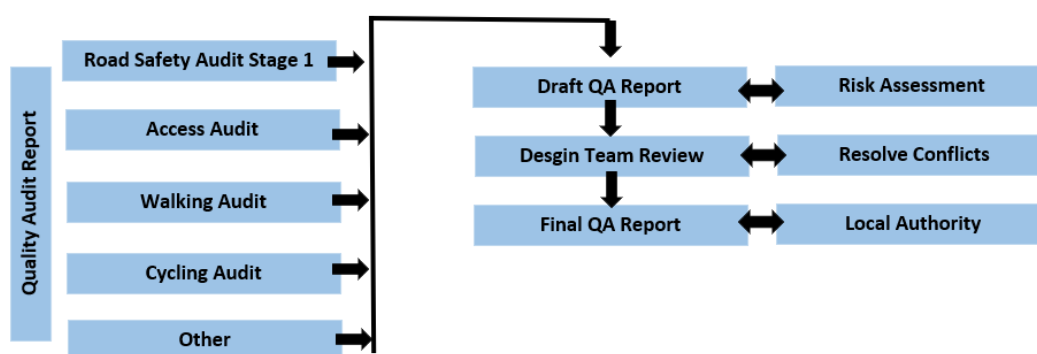 Quality Audit Report
Road Safety Audit Stage 1
Access Audit
Walking Audit
Cycling Audit
Other
Draft QA Report
Risk Assessment
Desgin Team Review
Resolve Conflicts
Final QA Report
Local Authority